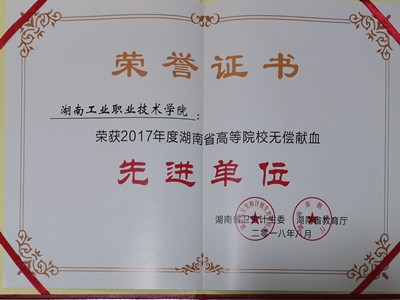 荣誉证书
湖南工业职业技术学院：
荣获2017年度湖南省高等院校无偿献血
先进单位
湖南省卫生计生委 湖南省教育厅
二〇一八年八月